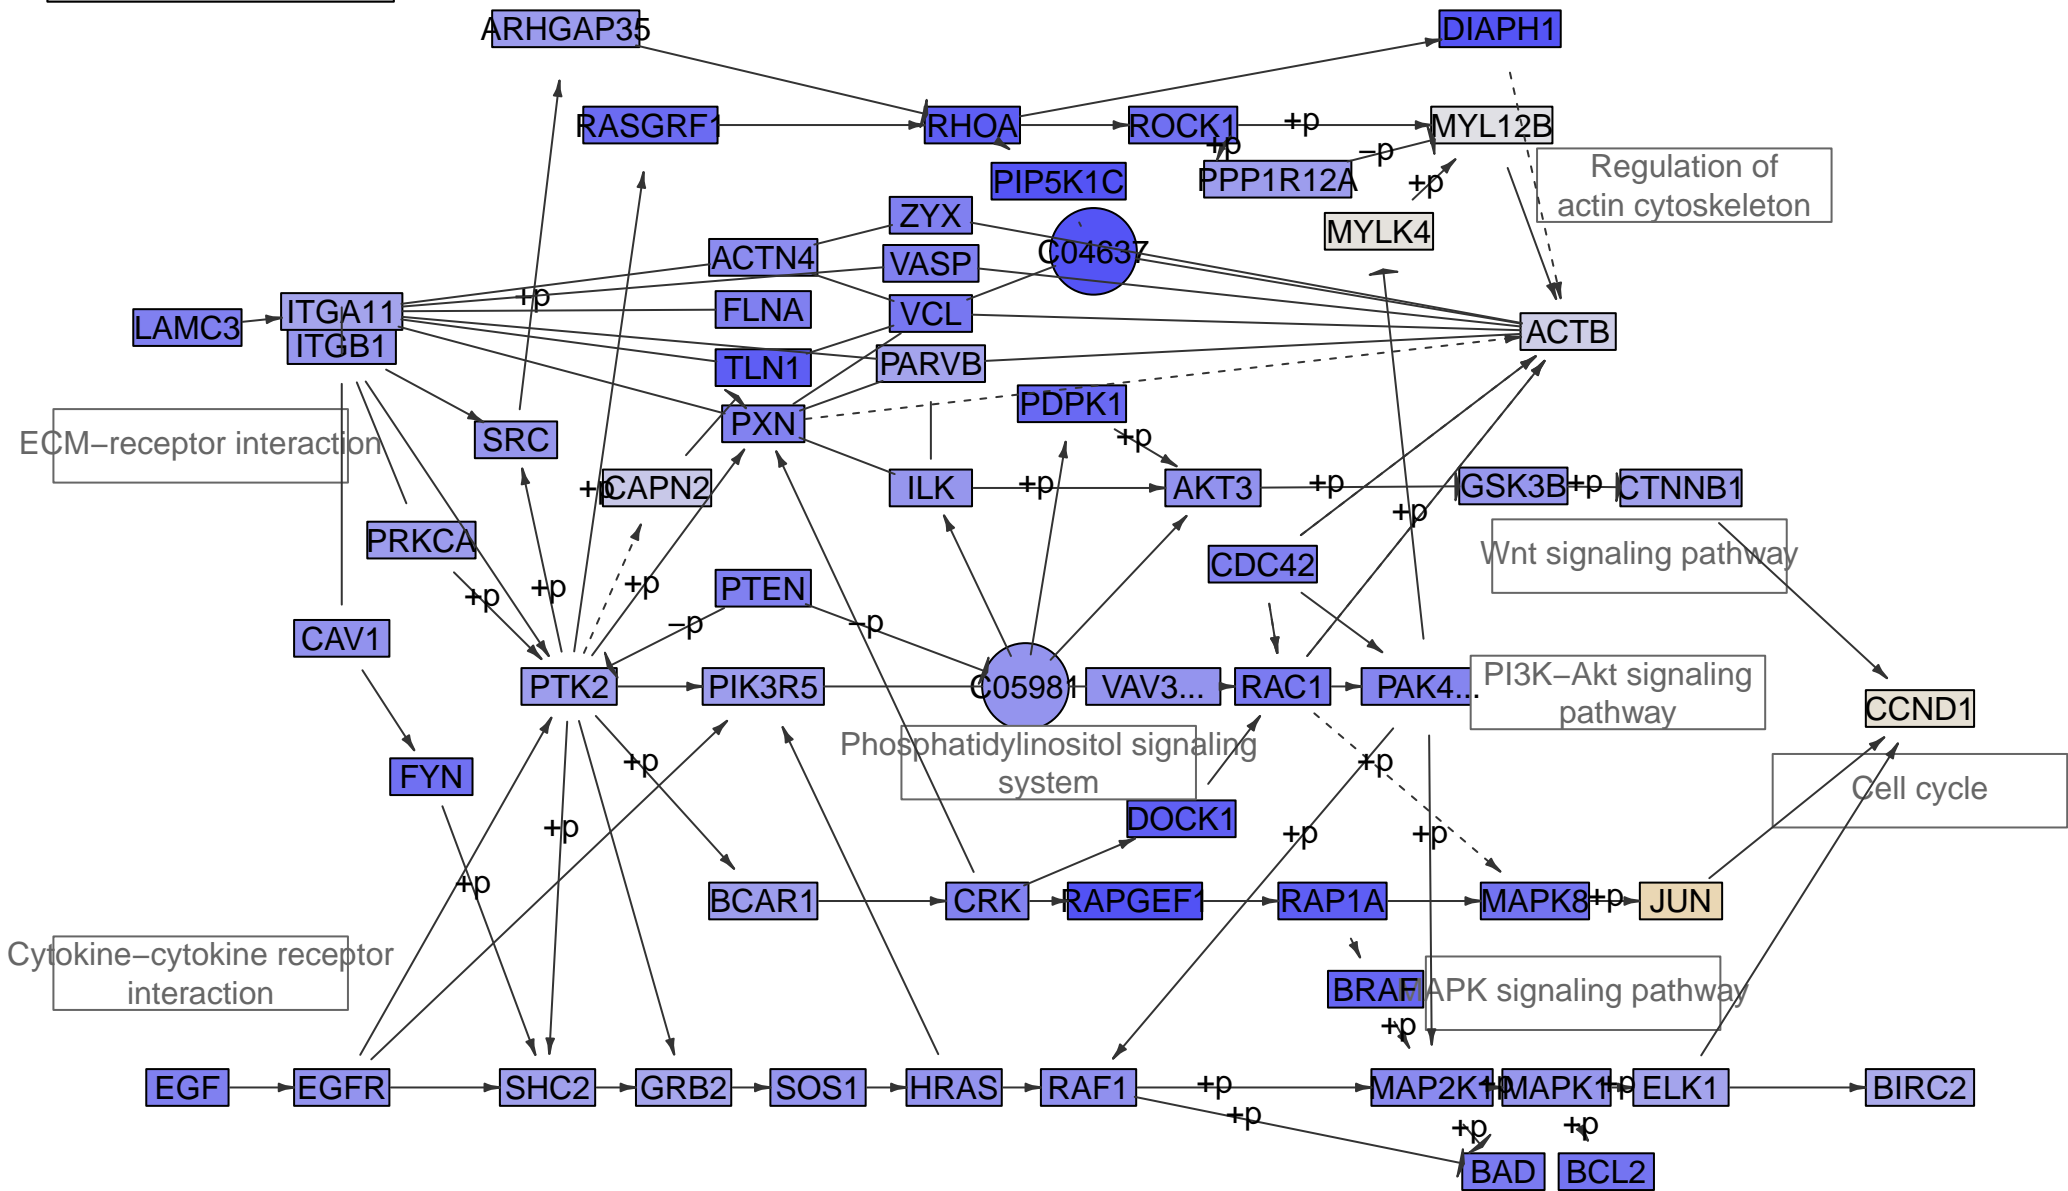 ARHGAP35
DIAPH1
RASGRF1
RHOA
ROCK1
+p
MYL12B
+p
−p
PIP5K1C
PPP1R12A
+p
Regulation of
actin cytoskeleton
ZYX
MYLK4
ACTN4
VASP
C04637
+p
ITGA11
FLNA
VCL
LAMC3
ITGB1
ACTB
TLN1
PARVB
PDPK1
PXN
+p
ECM−receptor interaction
SRC
+p
CAPN2
ILK
+p
AKT3
+p
GSK3B
+p
CTNNB1
+p
PRKCA
Wnt signaling pathway
CDC42
+p
+p
+p
PTEN
−p
−p
CAV1
PTK2
PIK3R5
C05981
VAV3...
RAC1
PAK4...
PI3K−Akt signaling
pathway
CCND1
Phosphatidylinositol signaling
system
+p
+p
FYN
Cell cycle
DOCK1
+p
+p
+p
+p
BCAR1
CRK
RAPGEF1
RAP1A
MAPK8
+p
JUN
Cytokine−cytokine receptor
interaction
BRAF
MAPK signaling pathway
+p
EGF
EGFR
SHC2
GRB2
SOS1
HRAS
RAF1
+p
MAP2K1
+p
MAPK1
+p
ELK1
BIRC2
+p
+p
+p
BAD
BCL2